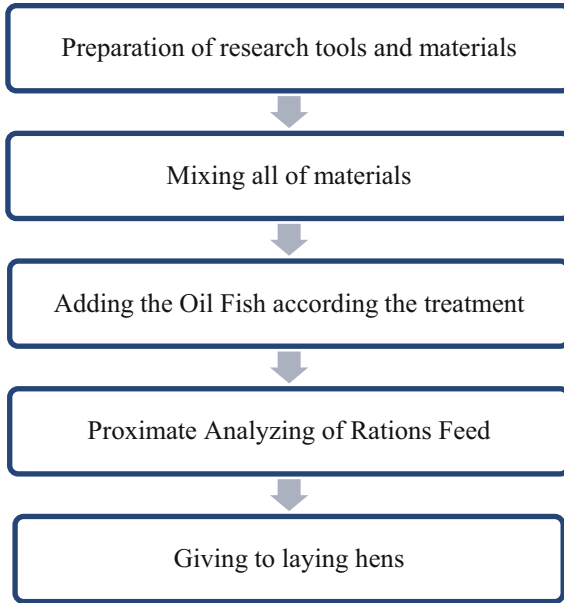 Preparation of research tools and materials
Mixing all of materials
Adding the Oil Fish according the treatment
Proximate Analyzing of Rations Feed
Giving to laying hens